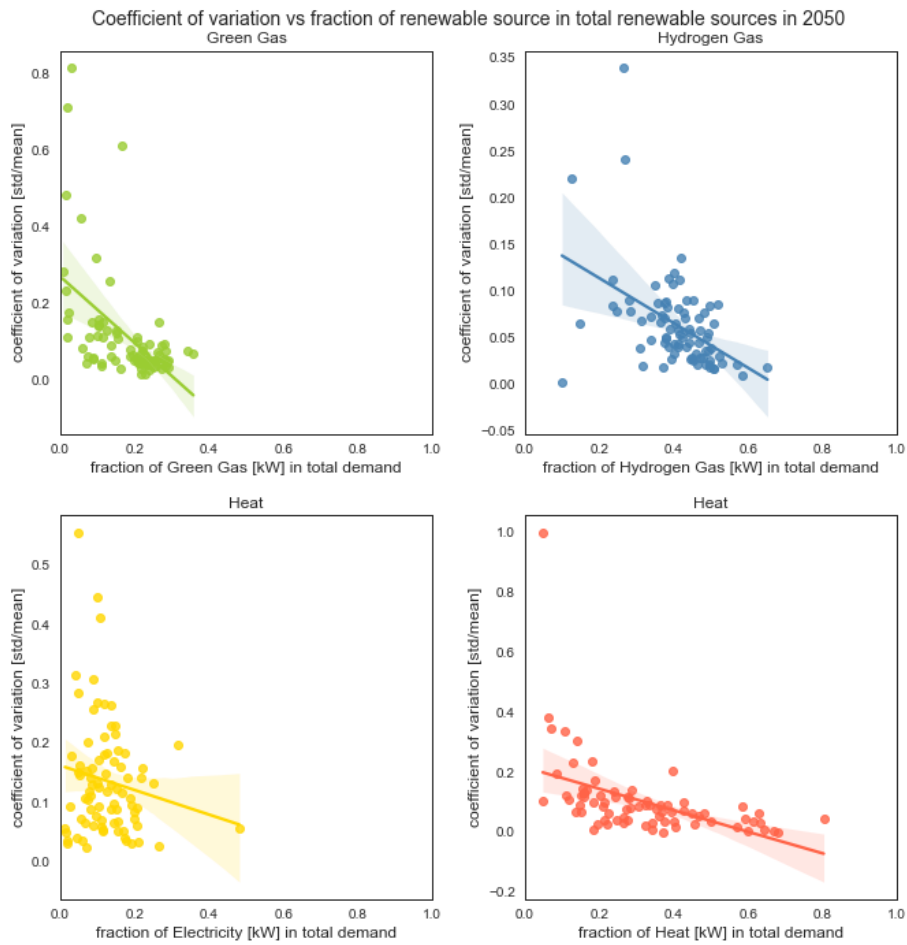 Coefficient of variation vs fraction of renewable source in total renewable sources in 2050
Green Gas
coefficient of variation [std/mean]
0.8
0.6
0.4
0.2
0.0
0.0 0.2 0.4 0.6 0.8 1.0
fraction of Green Gas [kW] in total demand
Hydrogen Gas
coefficient of variation [std/mean]
0.35
0.30
0.25
0.20
0.15
0.10
0.05
0.00
−0.05
0.0 0.2 0.4 0.6 0.8 1.0
fraction of Hydrogen Gas [kW] in total demand
Heat
coefficient of variation [std/mean]
0.5
0.4
0.3
0.2
0.1
0.0
0.0 0.2 0.4 0.6 0.8 1.0
fraction of Electricity [kW] in total demand
Heat
coefficient of variation [std/mean]
1.0
0.8
0.6
0.4
0.2
0.0
−0.2
0.0 0.2 0.4 0.6 0.8 1.0
fraction of Heat [kW] in total demand